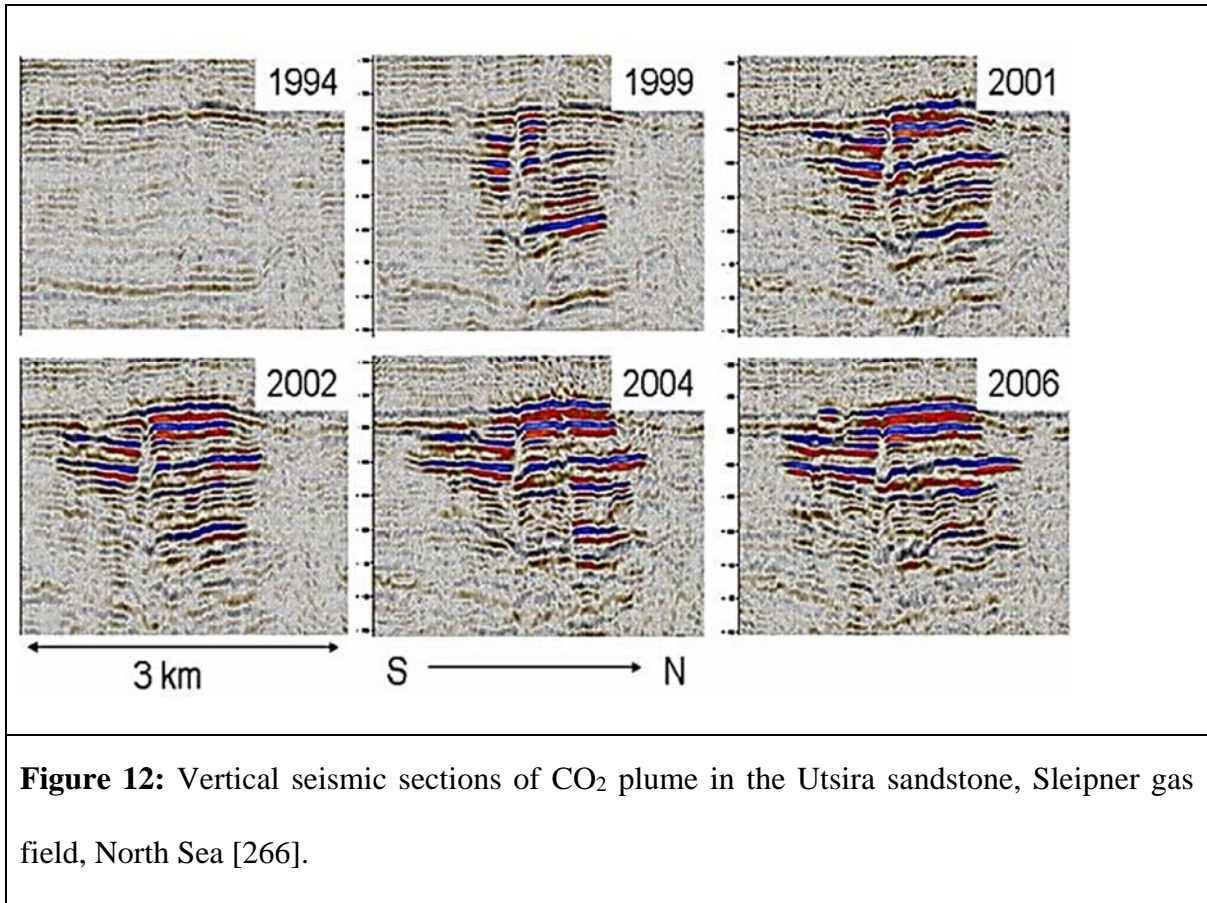 1994
1999
2001
2002
2004
2006
3 km
S
N
Figure 12: Vertical seismic sections of CO₂ plume in the Utsira sandstone, Sleipner gas
field, North Sea [266].